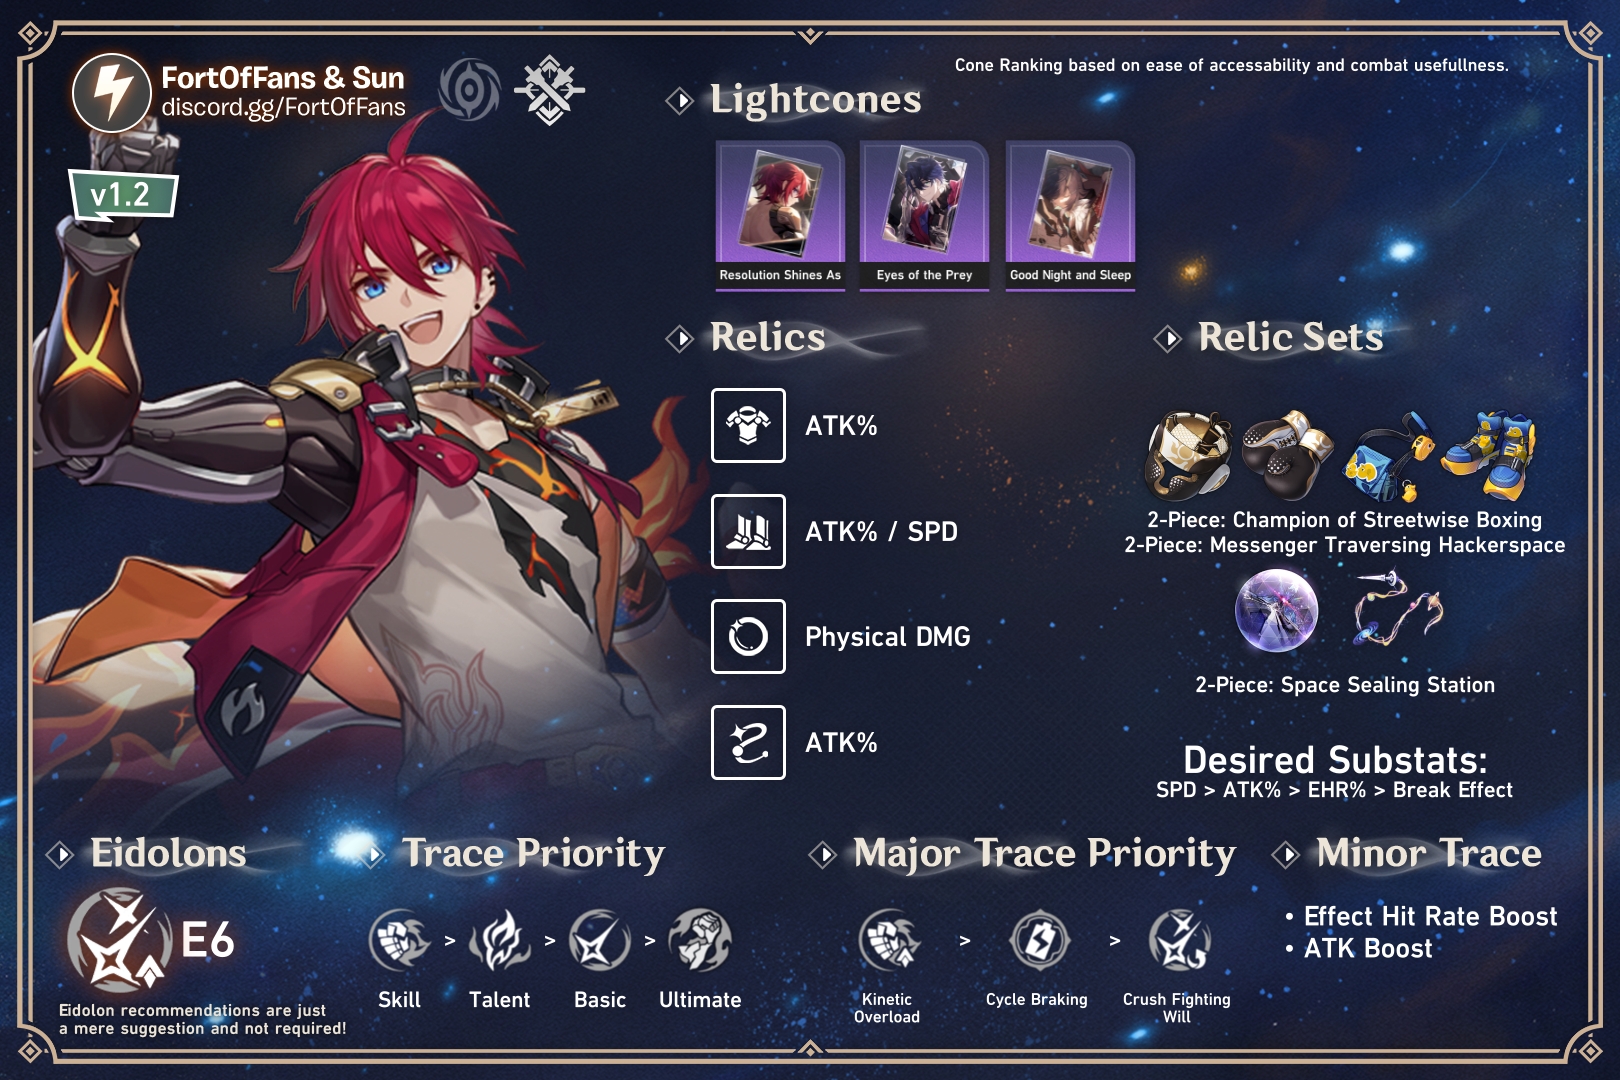 FortOfFans & Sun
discord.gg/FortOfFans
v1.2
Cone Ranking based on ease of accessability and combat usefullness.
Lightcones
Resolution Shines As
Eyes of the Prey
Good Night and Sleep
Relics
ATK%
ATK% / SPD
Physical DMG
ATK%
Relic Sets
2-Piece: Champion of Streetwise Boxing
2-Piece: Messenger Traversing Hackerspace
2-Piece: Space Sealing Station
Desired Substats:
SPD > ATK% > EHR% > Break Effect
Eidolons
E6
Eidolon recommendations are just
a mere suggestion and not required!
Trace Priority
> > >
Skill Talent Basic Ultimate
Major Trace Priority
> >
Kinetic
Overload
Cycle Braking
Crush Fighting
Will
Minor Trace
• Effect Hit Rate Boost
• ATK Boost